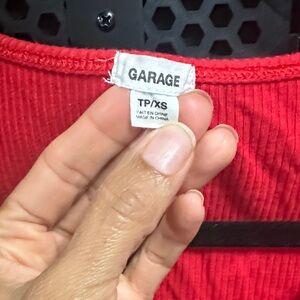 GARAGE
TP/XS
FAIT EN CHINE
MADE IN CHINA